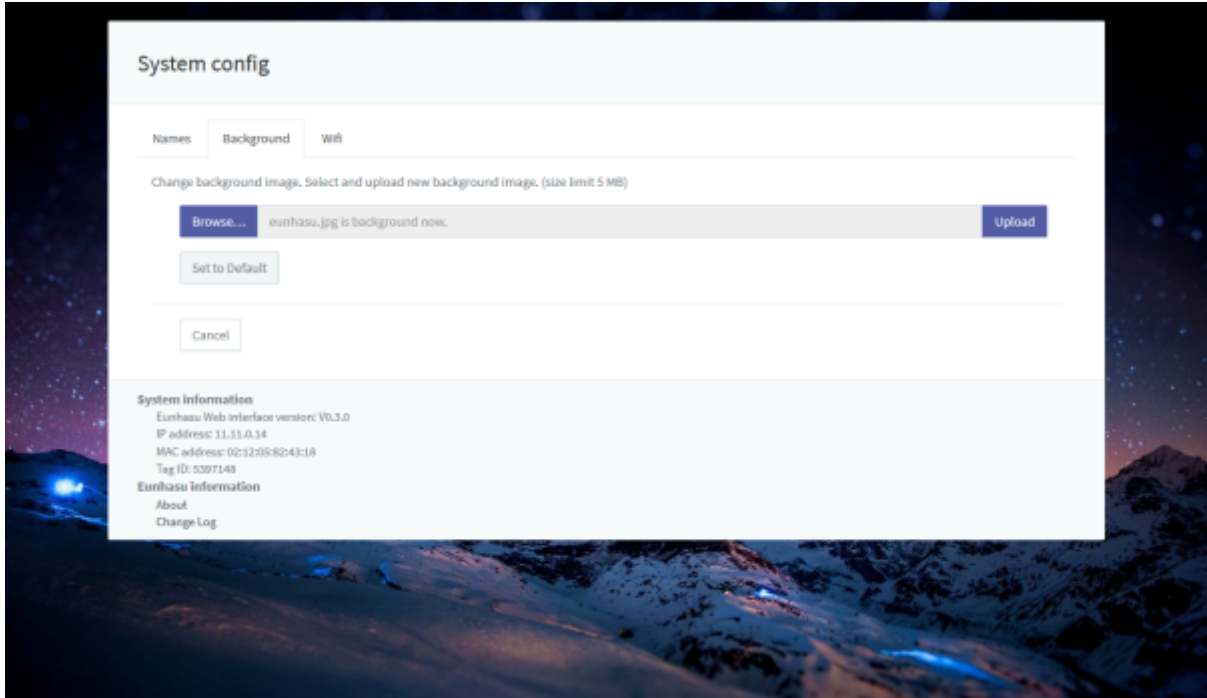 System config
Names Background Wifi
Change background image. Select and upload new background image. (size limit 5 MB)
Browse.... eunhasu.jpg is background now. Upload
Set to Default
Cancel
System information
Eunhasu Web Interface version: V0.3.0
IP address: 11.11.0.14
MAC address: 02:12:05:82:43:18
Tag ID: 5397148
Eunhasu information
About
Change Log